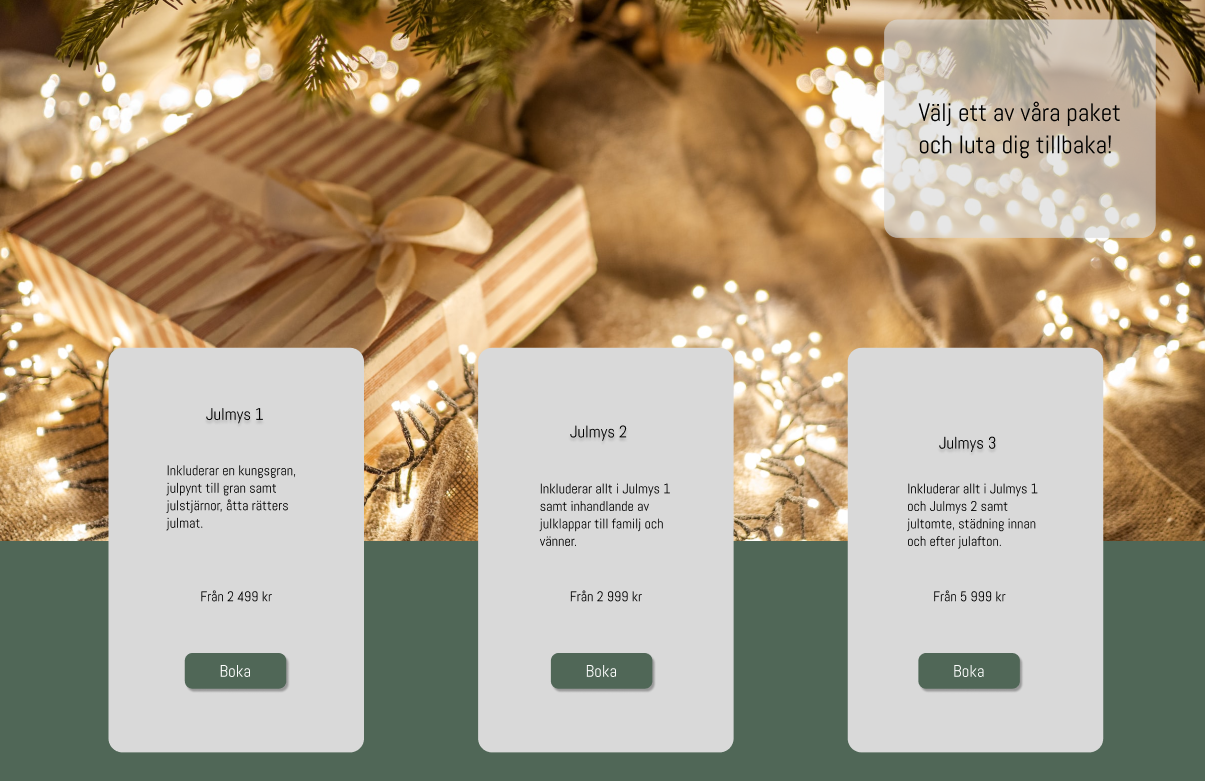 Välj ett av våra paket
och luta dig tillbaka!
Julmys 1
Inkluderar en kungsgran,
julpynt till gran samt
julstjärnor, åtta rätters
julmat.
Från 2 499 kr
Boka
Julmys 2
Inkluderar allt i Julmys 1
samt inhandlande av
julklappar till familj och
vänner.
Från 2 999 kr
Boka
Julmys 3
Inkluderar allt i Julmys 1
och Julmys 2 samt
jultomte, städning innan
och efter julafton.
Från 5 999 kr
Boka